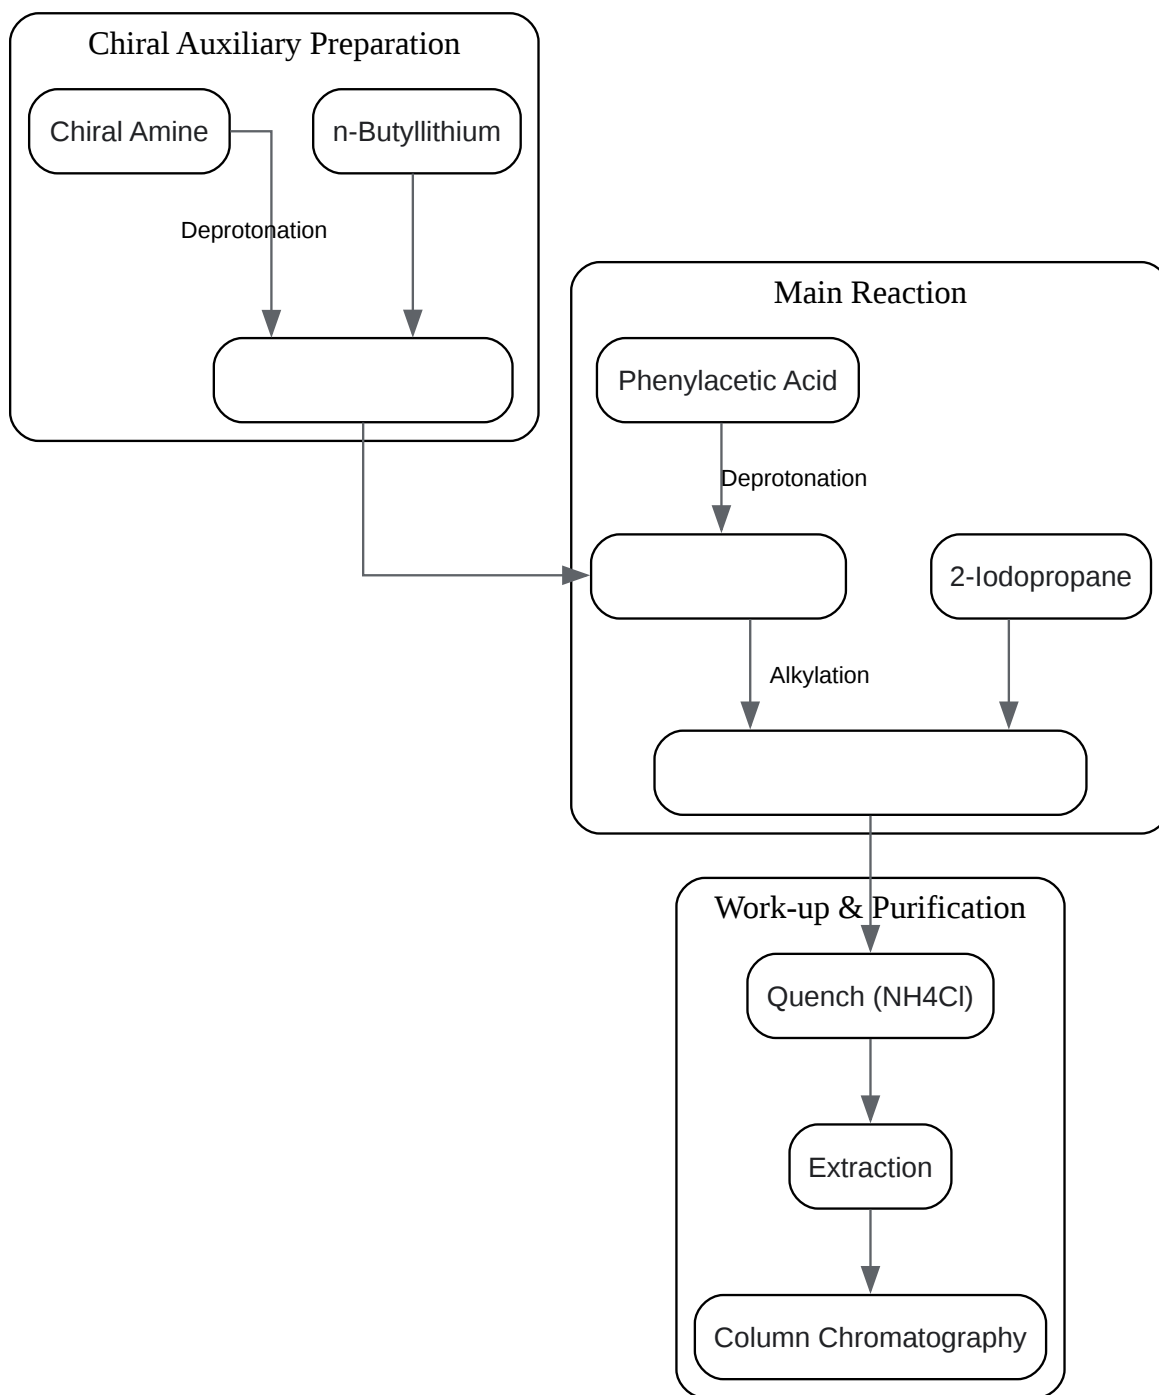 Chiral Auxiliary Preparation
Chiral Amine
n-Butyllithium
Deprotonation
Main Reaction
Phenylacetic Acid
Deprotonation
2-Iodopropane
Alkylation
Work-up & Purification
Quench (NH4Cl)
Extraction
Column Chromatography